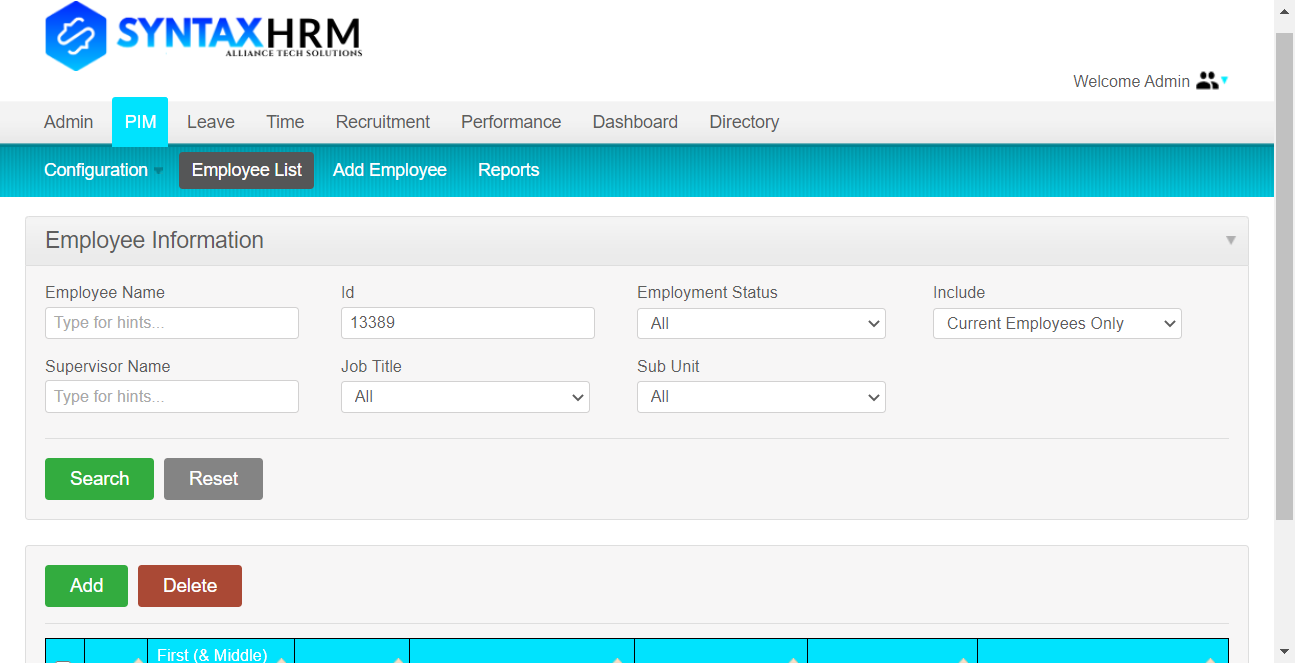 SYNTAXHRM
ALLIANCE TECH SOLUTIONS
Welcome Admin
Admin PIM Leave Time Recruitment Performance Dashboard Directory
Configuration Employee List Add Employee Reports
Employee Information
Employee Name Id Employment Status Include
Type for hints... 13389 All Current Employees Only
Supervisor Name Job Title Sub Unit
Type for hints... All All
Search Reset
Add Delete
First (& Middle)